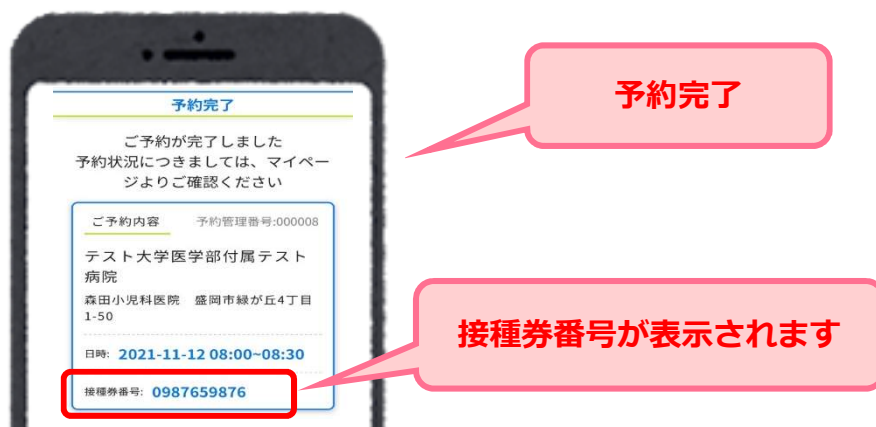 予約完了
ご予約が完了しました
予約状況につきましては、マイペー
ジよりご確認ください
ご予約内容 予約管理番号:000008
テスト大学医学部付属テスト
病院
森田小児科医院 盛岡市緑が丘4丁目
1-50
日時: 2021-11-12 08:00~08:30
接種券番号: 0987659876
予約完了
接種券番号が表示されます